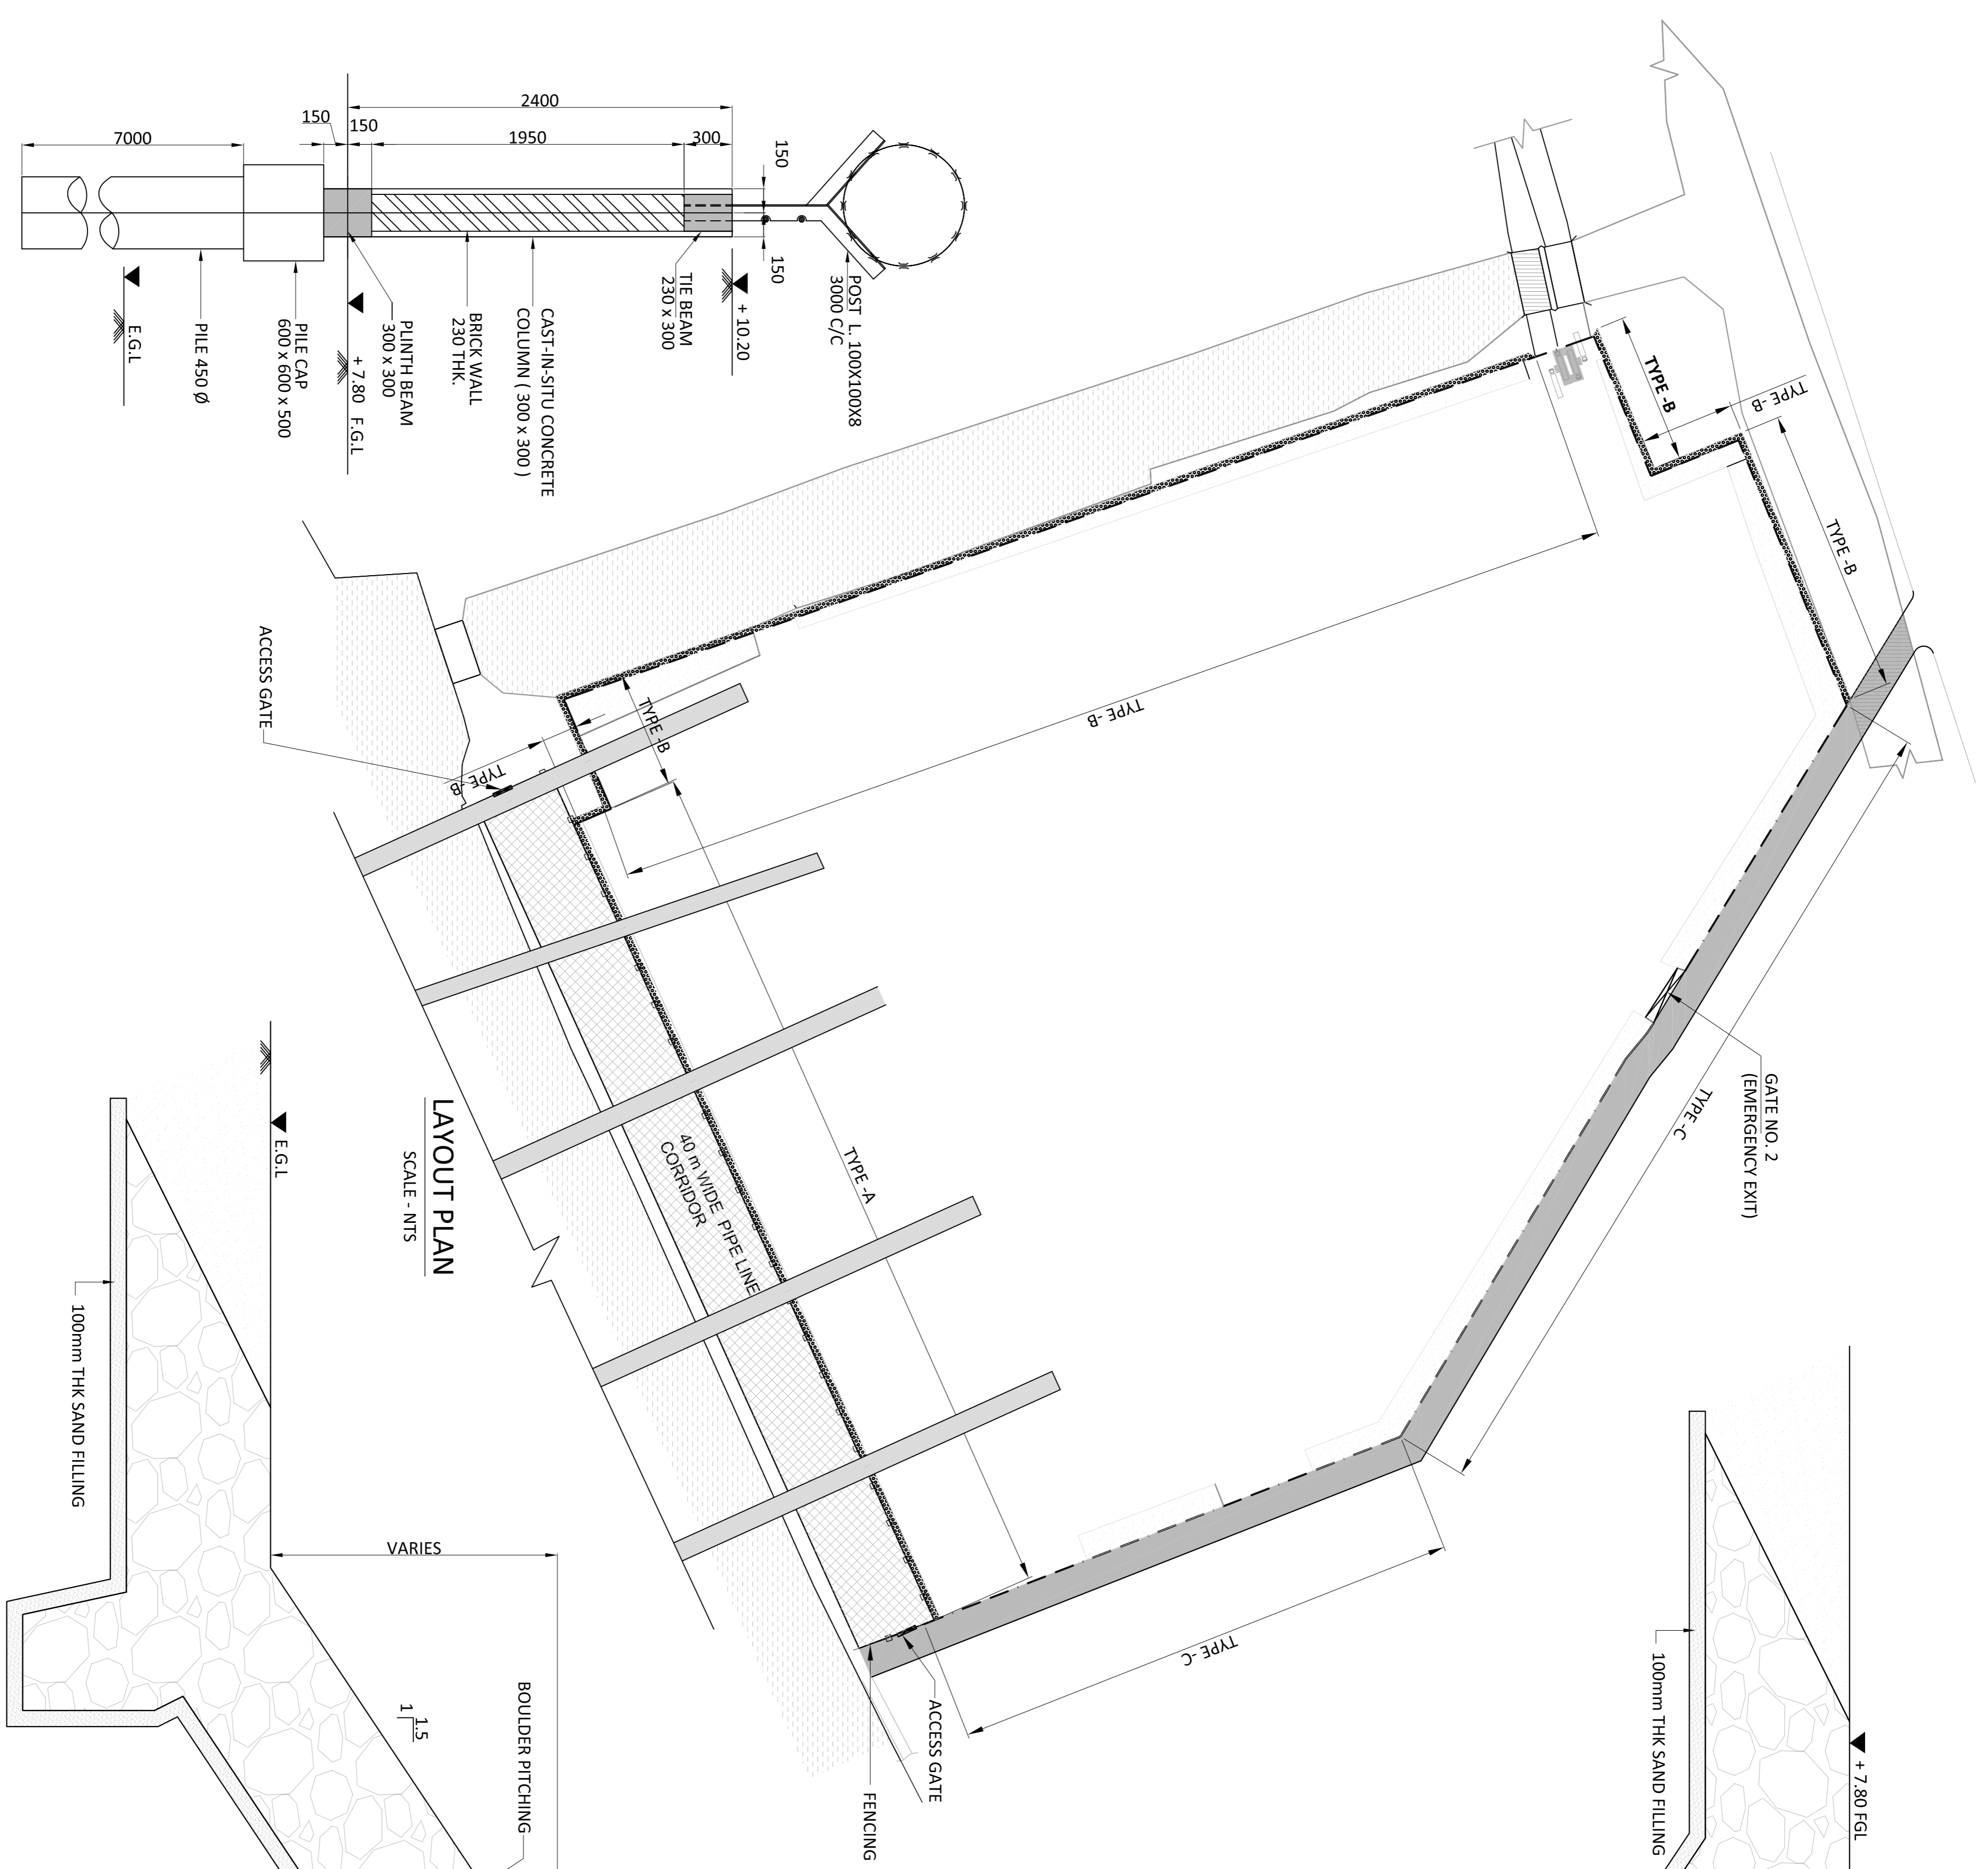 2400
150
150
7000
1950
300
150
150
POST L. 100X100X8
3000 C/C
+ 10.20
TIE BEAM
230 x 300
CAST-IN-SITU CONCRETE
COLUMN ( 300 x 300 )
BRICK WALL
230 THK.
PLINTH BEAM
300 x 300
+ 7.80 F.G.L
PILE CAP
600 x 600 x 500
PILE 450 Ø
E.G.L
TYPE -B
TYPE -B
TYPE -B
TYPE -B
TYPE -B
TYPE -B
ACCESS GATE
TYPE -A
40 m WIDE PIPE LINE
CORRIDOR
GATE NO. 2
(EMERGENCY EXIT)
TYPE -C
TYPE -C
ACCESS GATE
FENCING
LAYOUT PLAN
SCALE - NTS
E.G.L
100mm THK SAND FILLING
VARIES
1
1.5
BOULDER PITCHING
+ 7.80 FGL
100mm THK SAND FILLING